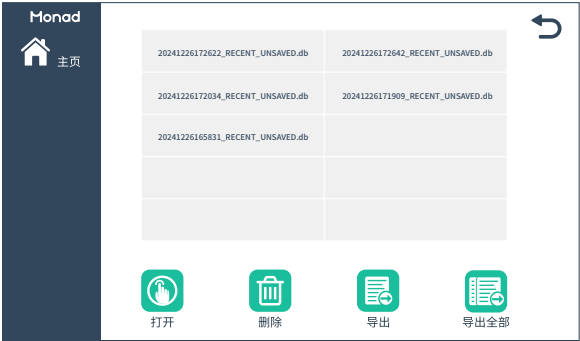 Monad
主页
20241226172622_RECENT_UNSAVED.db 20241226172642_RECENT_UNSAVED.db
20241226172034_RECENT_UNSAVED.db 20241226171909_RECENT_UNSAVED.db
20241226165831_RECENT_UNSAVED.db
打开 删除 导出 导出全部